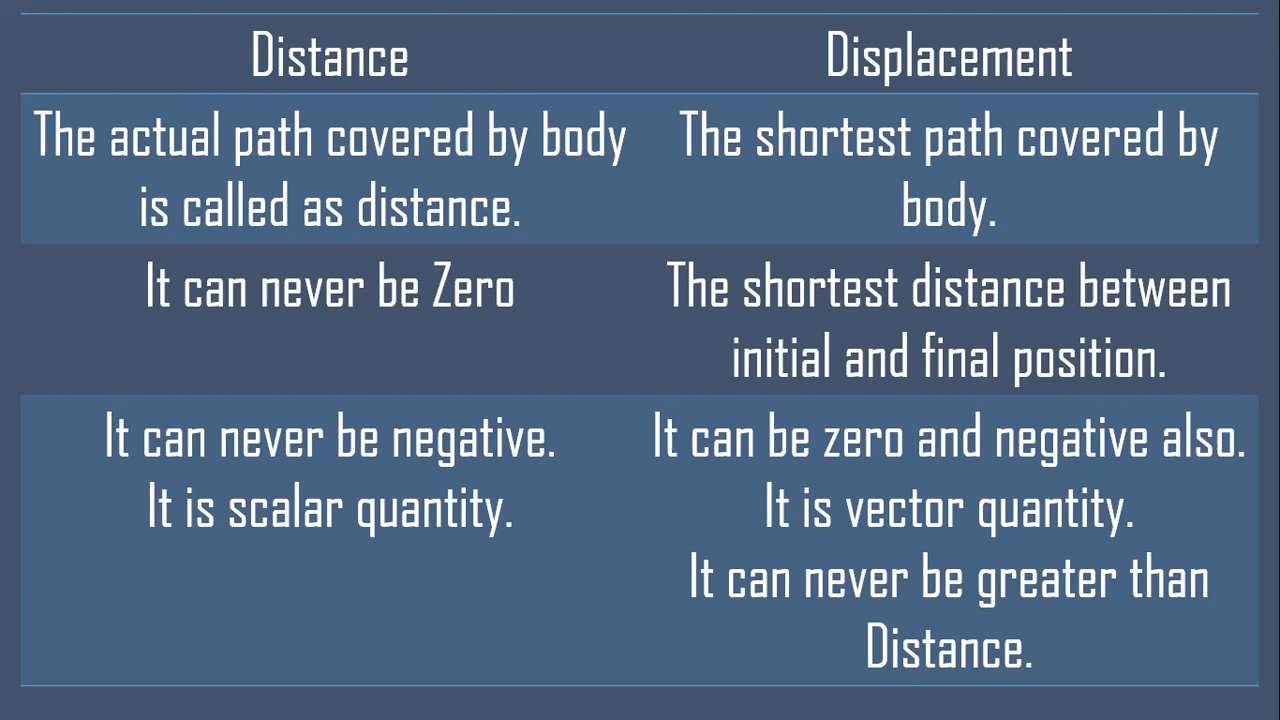 Distance
Displacement
The actual path covered by body
is called as distance.
The shortest path covered by
body.
It can never be Zero
The shortest distance between
initial and final position.
It can never be negative.
It is scalar quantity.
It can be zero and negative also.
It is vector quantity.
It can never be greater than
Distance.